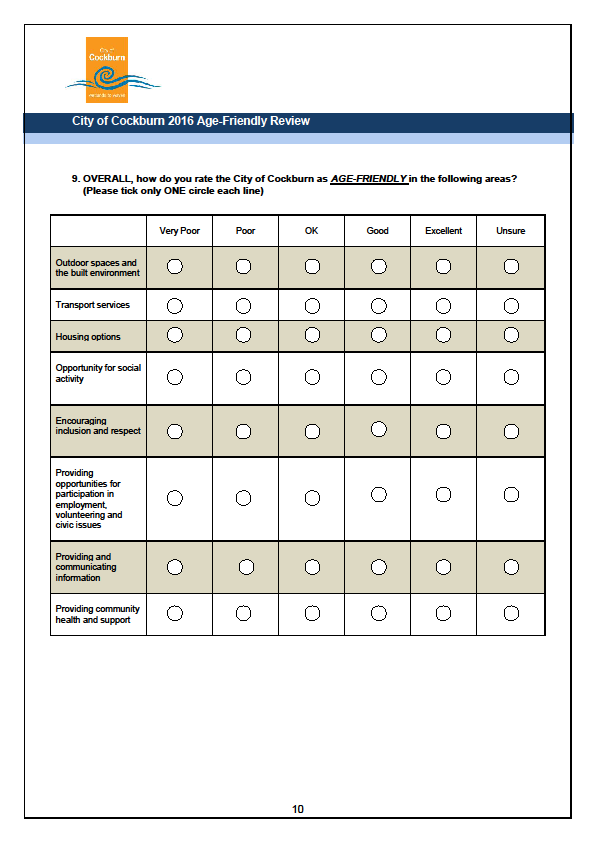 City of
Cockburn
City of Cockburn 2016 Age-Friendly Review
9. OVERALL, how do you rate the City of Cockburn as AGE-FRIENDLY in the following areas?
(Please tick only ONE circle each line)
Very Poor Poor OK Good Excellent Unsure
Outdoor spaces and
the built environment
Transport services
Housing options
Opportunity for social
activity
Encouraging
inclusion and respect
Providing
opportunities for
participation in
employment,
volunteering and
civic issues
Providing and
communicating
information
Providing community
health and support
10